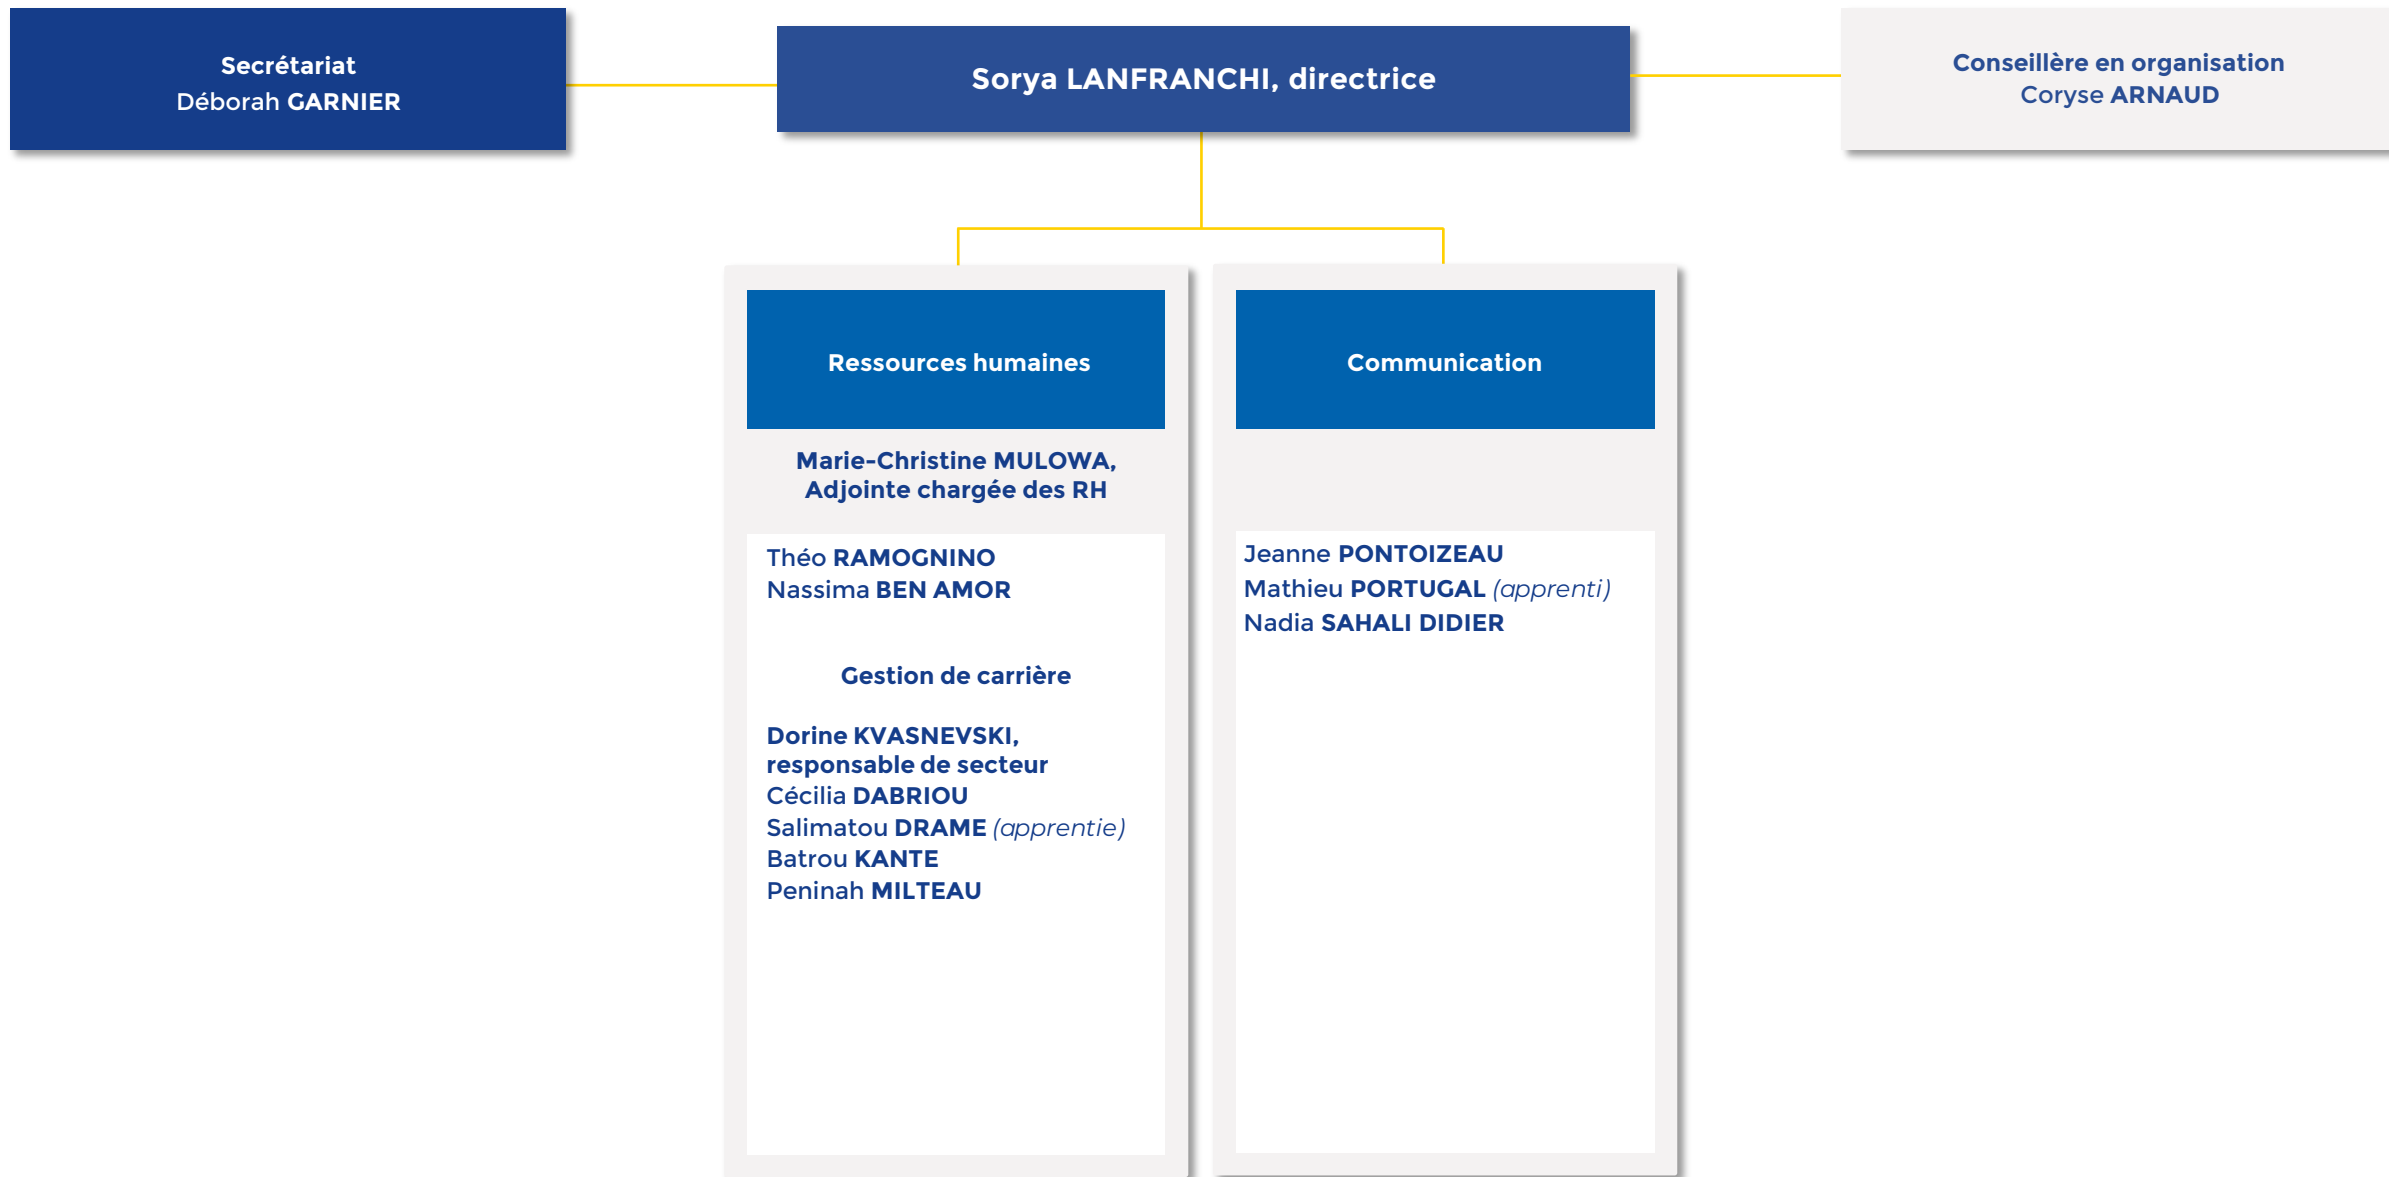 Secrétariat
Déborah GARNIER
Sorya LANFRANCHI, directrice
Conseillère en organisation
Coryse ARNAUD
Ressources humaines
Marie-Christine MULOWA,
Adjointe chargée des RH
Théo RAMOGNINO
Nassima BEN AMOR
Gestion de carrière
Dorine KVASNEVSKI,
responsable de secteur
Cécilia DABRIOU
Salimatou DRAME (apprentie)
Batrou KANTE
Peninah MILTEAU
Communication
Jeanne PONTOIZEAU
Mathieu PORTUGAL (apprenti)
Nadia SAHALI DIDIER